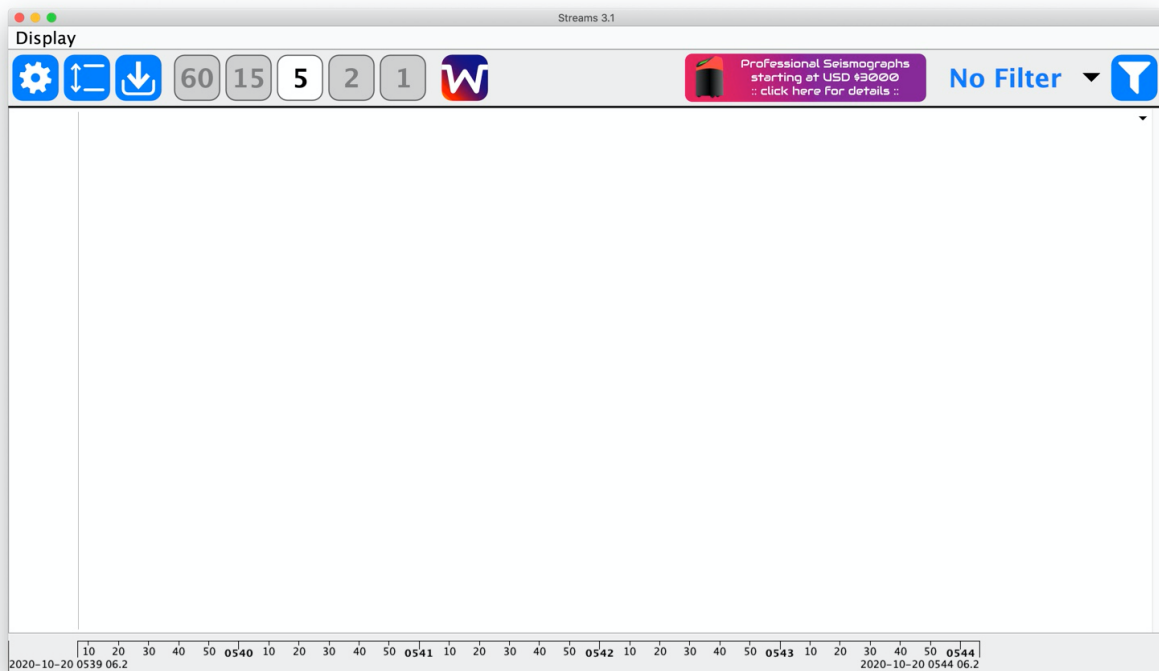 Streams 3.1
Display
60 15 5 2 1 W
Professional Seismographs
starting at USD $3000
:: click here for details ::
No Filter
10 20 30 40 50 0540 10 20 30 40 50 0541 10 20 30 40 50 0542 10 20 30 40 50 0543 10 20 30 40 50 0544
2020-10-20 0539 06.2 2020-10-20 0544 06.2